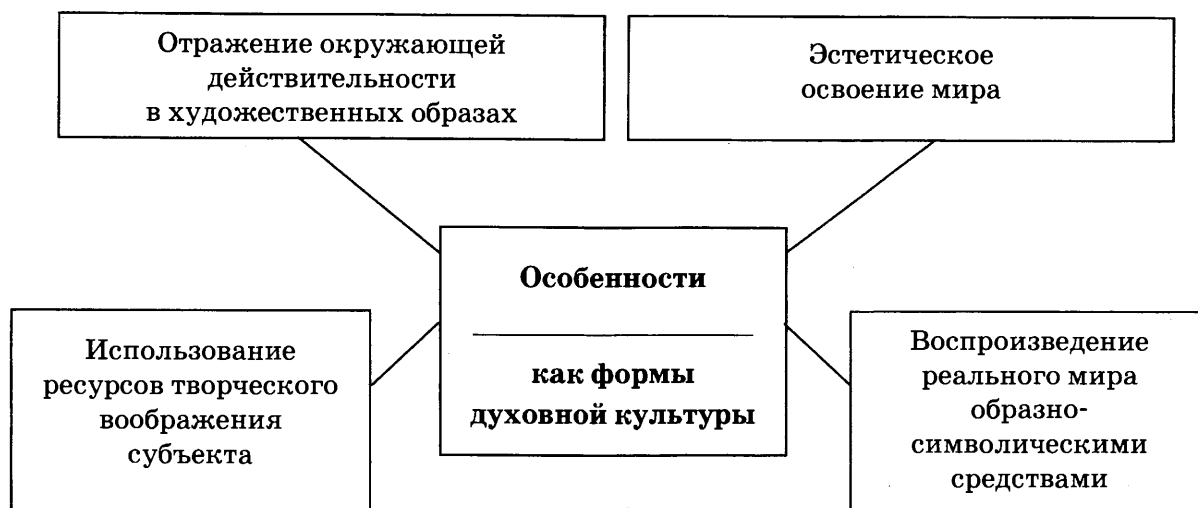 Отражение окружающей
действительности
в художественных образах
Эстетическое
освоение мира
Особенности
как формы
духовной культуры
Использование
ресурсов творческого
воображения
субъекта
Воспроизведение
реального мира
образно-
символическими
средствами